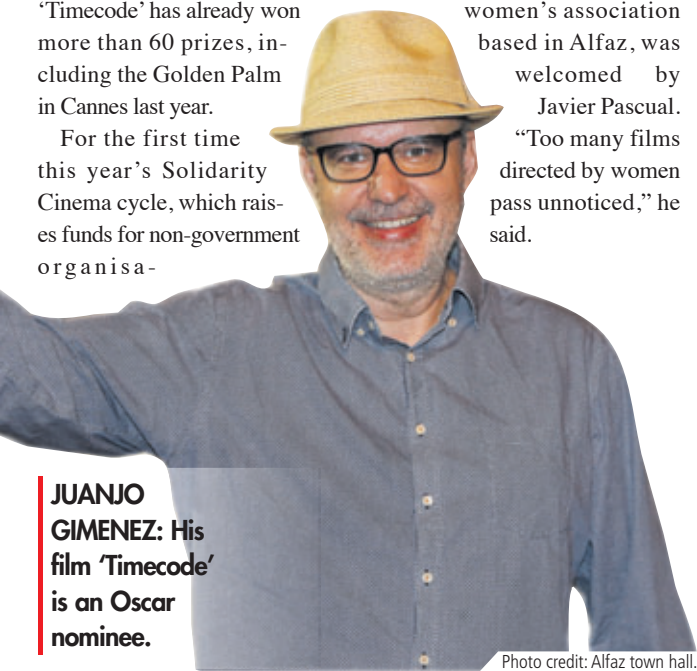 ‘Timecode’ has already won
more than 60 prizes, in-
cluding the Golden Palm
in Cannes last year.
For the first time
this year’s Solidarity
Cinema cycle, which rais-
es funds for non-government
organisa-
women’s association
based in Alfaz, was
welcomed by
Javier Pascual.
“Too many films
directed by women
pass unnoticed,” he
said.
JUANJO
GIMENEZ: His
film ‘Timecode’
is an Oscar
nominee.
Photo credit: Alfaz town hall.